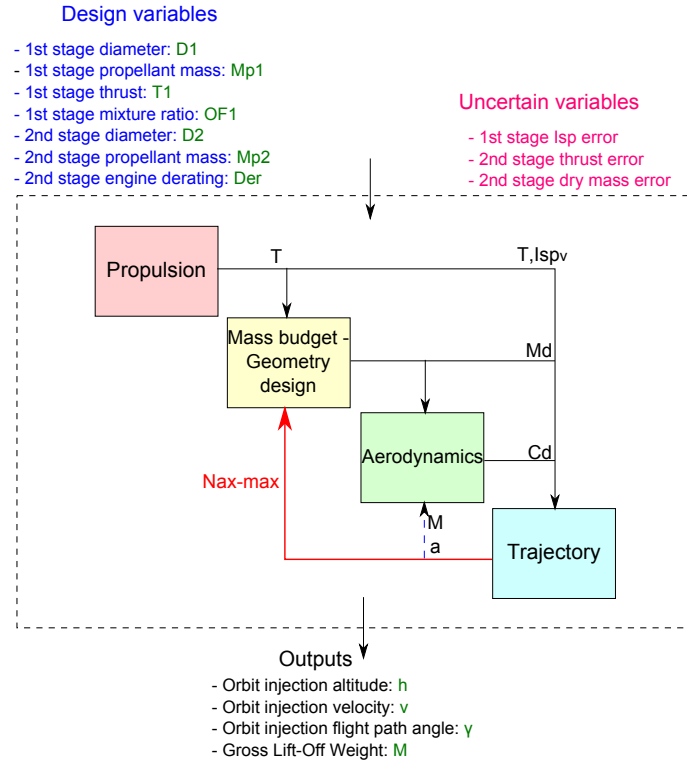 Design variables
- 1st stage diameter: D1
- 1st stage propellant mass: Mp1
- 1st stage thrust: T1
- 1st stage mixture ratio: OF1
- 2nd stage diameter: D2
- 2nd stage propellant mass: Mp2
- 2nd stage engine derating: Der
Uncertain variables
- 1st stage Isp error
- 2nd stage thrust error
- 2nd stage dry mass error
Propulsion
T
T,Ispv
Mass budget -
Geometry
design
Md
Aerodynamics
Cd
Nax-max
M
a
Trajectory
Outputs
- Orbit injection altitude: h
- Orbit injection velocity: v
- Orbit injection flight path angle: γ
- Gross Lift-Off Weight: M